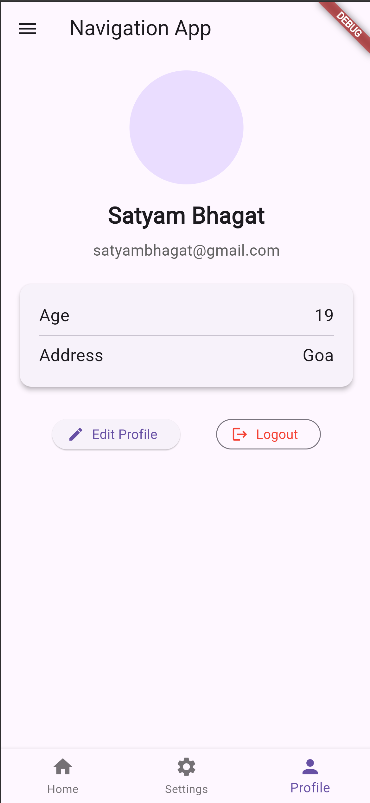 Navigation App
DEBUG
Satyam Bhagat
satyambhagat@gmail.com
Age 19
Address Goa
Edit Profile Logout
Home Settings Profile